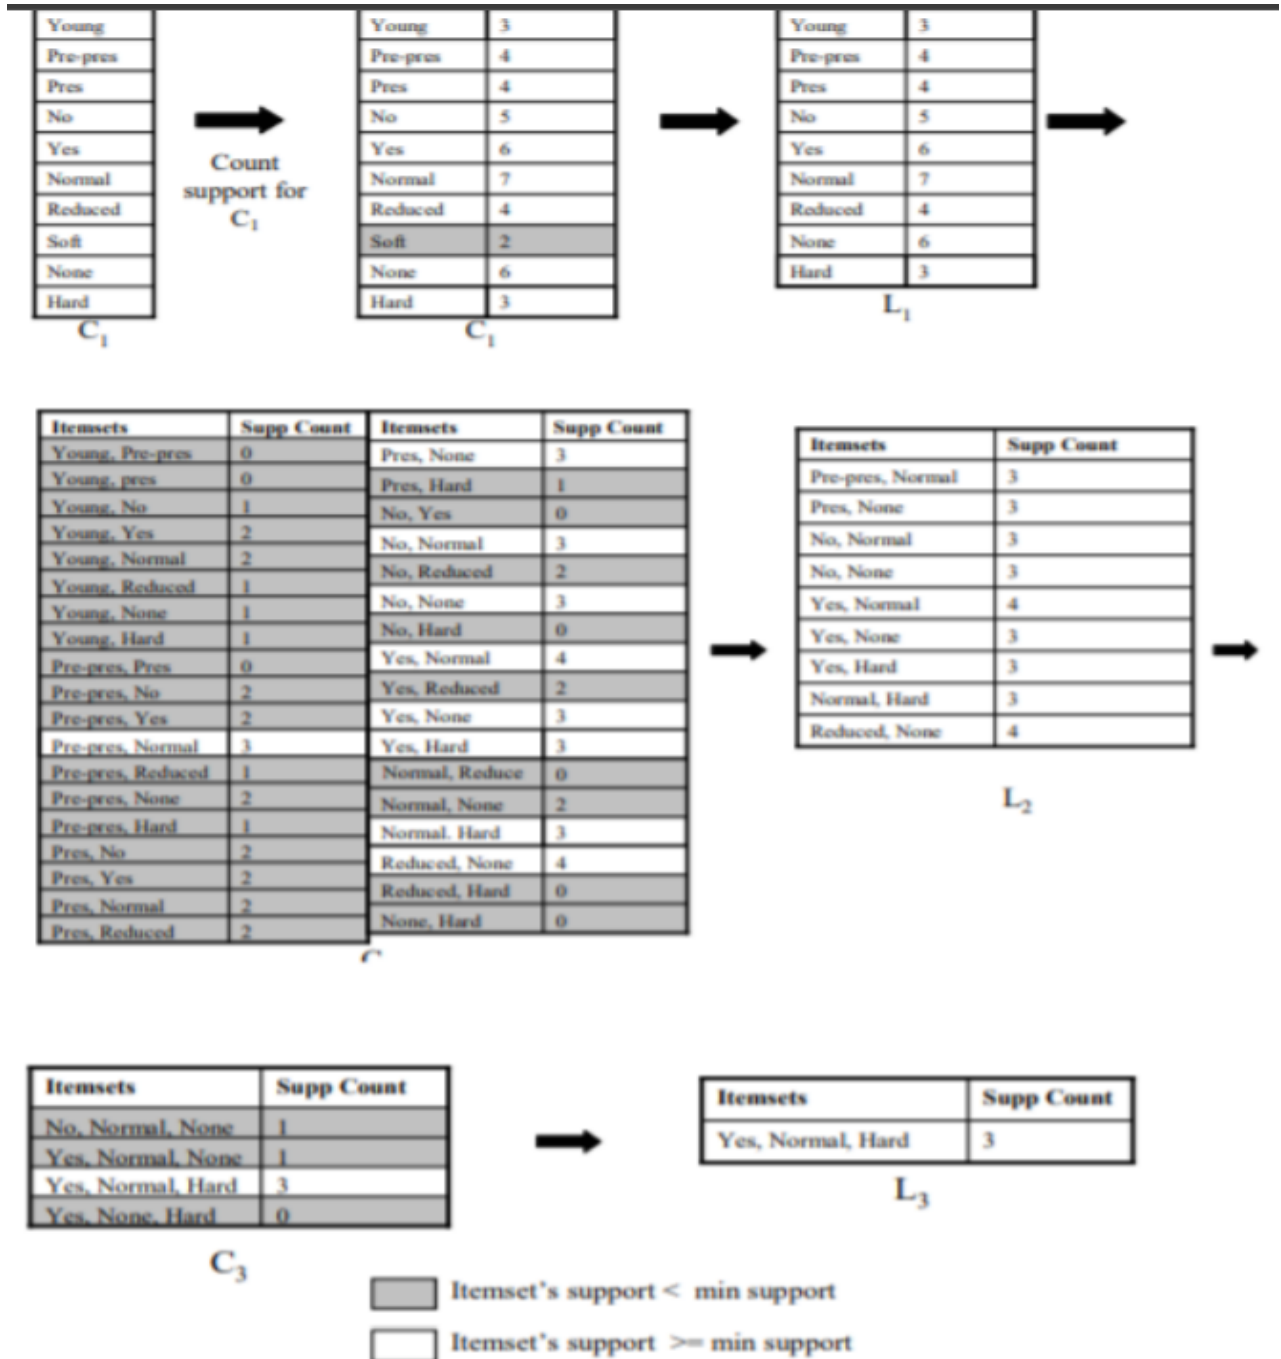 Young
Pre-pres
Pres
No
Yes
Normal
Reduced
Soft
None
Hard
C1
Count
support for
C1
Young 3
Pre-pres 4
Pres 4
No 5
Yes 6
Normal 7
Reduced 4
Soft 2
None 6
Hard 3
C1
Young 3
Pre-pres 4
Pres 4
No 5
Yes 6
Normal 7
Reduced 4
None 6
Hard 3
L1
Itemsets Supp Count
Young, Pre-pres 0
Young, pres 0
Young, No 1
Young, Yes 2
Young, Normal 2
Young, Reduced 1
Young, None 1
Young, Hard 1
Pre-pres, Pres 0
Pre-pres, No 2
Pre-pres, Yes 2
Pre-pres, Normal 3
Pre-pres, Reduced 1
Pre-pres, None 2
Pre-pres, Hard 1
Pres, No 2
Pres, Yes 2
Pres, Normal 2
Pres, Reduced 2
Itemsets Supp Count
Pres, None 3
Pres, Hard 1
No, Yes 0
No, Normal 3
No, Reduced 2
No, None 3
No, Hard 0
Yes, Normal 4
Yes, Reduced 2
Yes, None 3
Yes, Hard 3
Normal, Reduce 0
Normal, None 2
Normal. Hard 3
Reduced, None 4
Reduced, Hard 0
None, Hard 0
Itemsets Supp Count
Pre-pres, Normal 3
Pres, None 3
No, Normal 3
No, None 3
Yes, Normal 4
Yes, None 3
Yes, Hard 3
Normal, Hard 3
Reduced, None 4
L2
Itemsets Supp Count
No, Normal, None 1
Yes, Normal, None 1
Yes, Normal, Hard 3
Yes, None, Hard 0
C3
Itemsets Supp Count
Yes, Normal, Hard 3
L3
Itemset's support < min support
Itemset's support >= min support